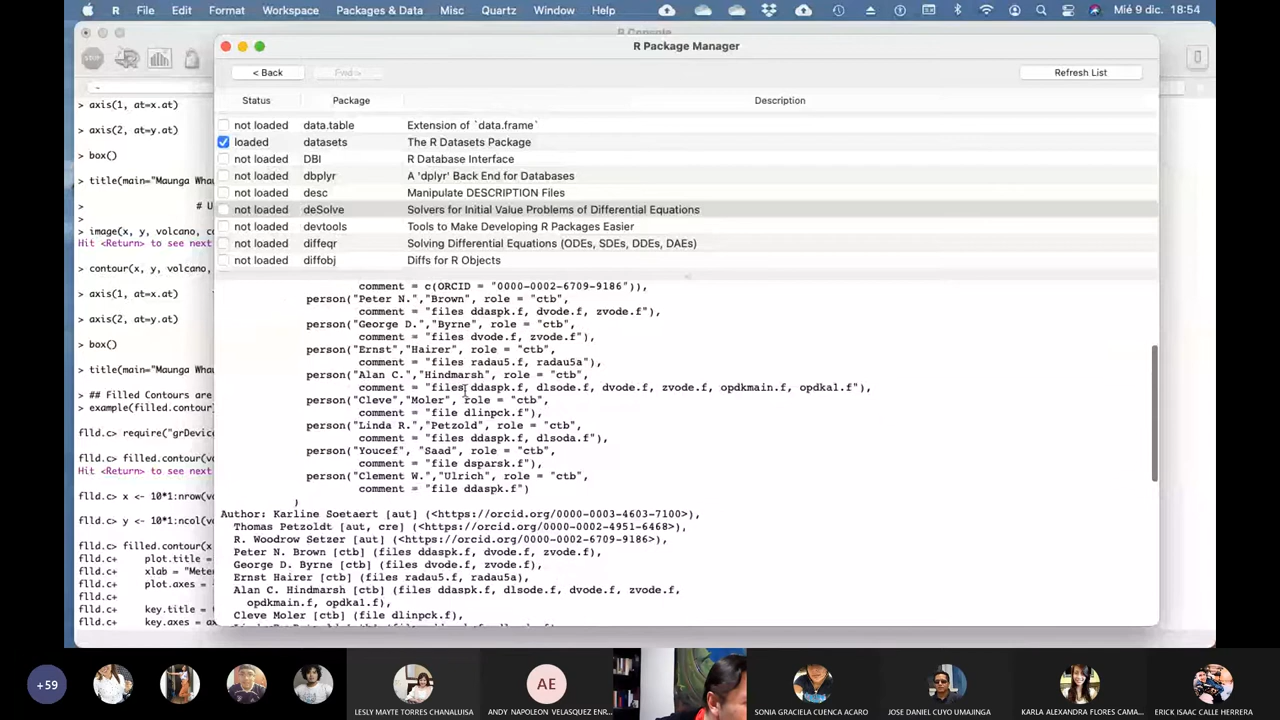 R File Edit Format Workspace Packages & Data Misc Quartz Window Help Mié 9 dic. 18:54
R Console
R Package Manager
STOP
< Back
Refresh List
Status Package Description
not loaded data.table Extension of `data.frame`
loaded datasets The R Datasets Package
not loaded DBI R Database Interface
not loaded dbplyr A 'dplyr' Back End for Databases
not loaded desc Manipulate DESCRIPTION Files
not loaded deSolve Solvers for Initial Value Problems of Differential Equations
not loaded devtools Tools to Make Developing R Packages Easier
not loaded diffeqr Solving Differential Equations (ODEs, SDEs, DDEs, DAEs)
not loaded diffobj Diffs for R Objects
> axis(1, at=x.at)
> axis(2, at=y.at)
> box()
> title(main="Maunga Whau
> # U
>
> image(x, y, volcano, co
Hit <Return> to see next
> contour(x, y, volcano,
> axis(1, at=x.at)
> axis(2, at=y.at)
> box()
> title(main="Maunga Whau
> ## Filled Contours are
> example(filled.contour)
flld.c> require("grDevic
flld.c> filled.contour(vo
Hit <Return> to see next
flld.c> x <- 10*1:nrow(vo
flld.c> y <- 10*1:ncol(vo
flld.c> filled.contour(x
flld.c+ plot.title =
flld.c+ xlab = "Mete
flld.c+ plot.axes =
flld.c+
flld.c+ key.title =
flld.c+ key.axes =
comment = c(ORCID = "0000-0002-6709-9186")),
person("Peter N.","Brown", role = "ctb",
comment = "files ddaspk.f, dvode.f, zvode.f"),
person("George D.","Byrne", role = "ctb",
comment = "files dvode.f, zvode.f"),
person("Ernst","Hairer", role = "ctb",
comment = "files radau5.f, radau5a"),
person("Alan C.","Hindmarsh", role = "ctb",
comment = "files ddaspk.f, dlsode.f, dvode.f, zvode.f, opdkmain.f, opdka1.f"),
person("Cleve","Moler", role = "ctb",
comment = "file dlinpck.f"),
person("Linda R.","Petzold", role = "ctb",
comment = "files ddaspk.f, dlsoda.f"),
person("Youcef", "Saad", role = "ctb",
comment = "file dsparsk.f"),
person("Clement W.","Ulrich", role = "ctb",
comment = "file ddaspk.f")
)
Author: Karline Soetaert [aut] (<https://orcid.org/0000-0003-4603-7100>),
Thomas Petzoldt [aut, cre] (<https://orcid.org/0000-0002-4951-6468>),
R. Woodrow Setzer [aut] (<https://orcid.org/0000-0002-6709-9186>),
Peter N. Brown [ctb] (files ddaspk.f, dvode.f, zvode.f),
George D. Byrne [ctb] (files dvode.f, zvode.f),
Ernst Hairer [ctb] (files radau5.f, radau5a),
Alan C. Hindmarsh [ctb] (files ddaspk.f, dlsode.f, dvode.f, zvode.f,
opdkmain.f, opdka1.f),
Cleve Moler [ctb] (file dlinpck.f),
+59
AE
LESLY MAYTE TORRES CHANALUISA
ANDY NAPOLEON VELASQUEZ ENR...
SONIA GRACIELA CUENCA ACARO
JOSE DANIEL CUYO UMAJINGA
KARLA ALEXANDRA FLORES CAMA...
ERICK ISAAC CALLE HERRERA